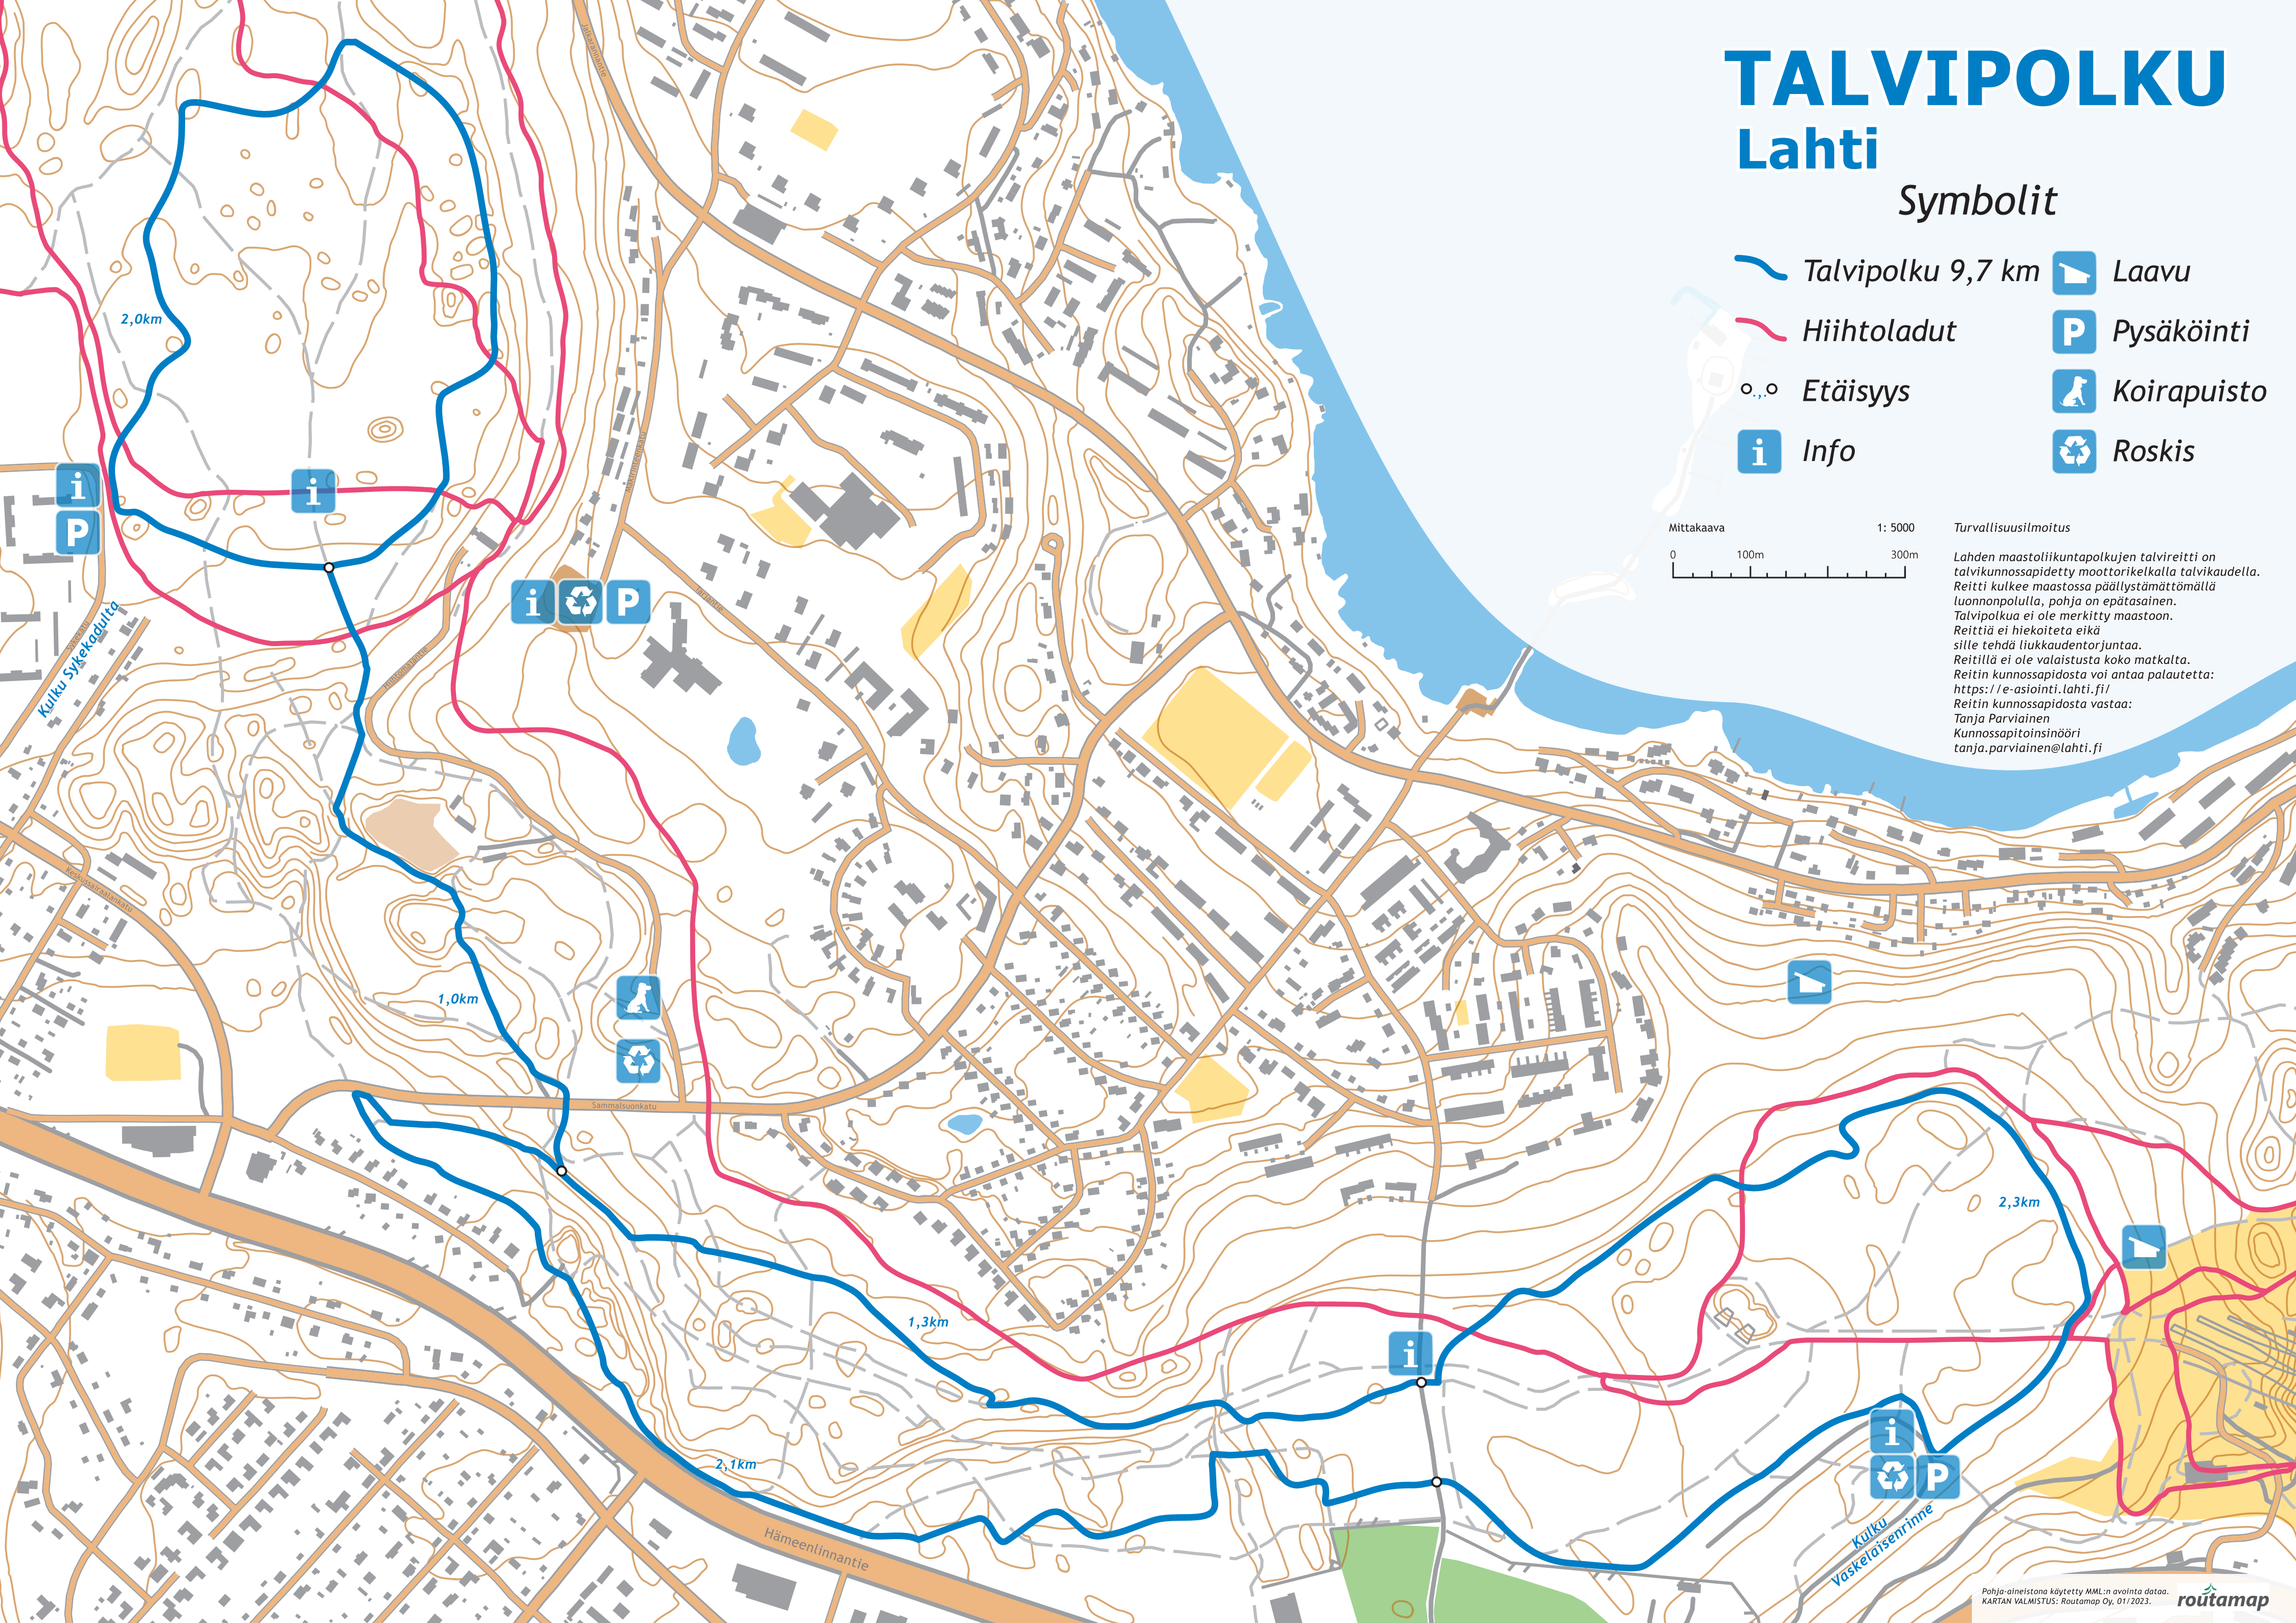 TALVIPOLKU
Lahti
Symbolit
Talvipolku 9,7 km
Laavu
Hiihtoladut
P
Pysäköinti
Etäisyys
Koirapuisto
i
Info
Roskis
Mittakaava
1: 5000
0
100m
300m
Turvallisuusilmoitus
Lahden maastoliikuntapolkujen talvireitti on
talvikunnossapidetty moottorikelkalla talvikaudella.
Reitti kulkee maastossa päällystämättömällä
luonnonpolulla, pohja on epätasainen.
Talvipolkua ei ole merkitty maastoon.
Reittiä ei hiekoiteta eikä
sille tehdä liukkaudentorjuntaa.
Reitillä ei ole valaistusta koko matkalta.
Reitin kunnossapidosta voi antaa palautetta:
https://e-asiointi.lahti.fi/
Reitin kunnossapidosta vastaa:
Tanja Parviainen
Kunnossapitoinsinööri
tanja.parviainen@lahti.fi
Jalkarannantie
2,0km
i
P
i
i
P
Tarjantie
Sykekatu
Kulku Sykekadulta
Hiihtomajantie
Keskussairaalankatu
1,0km
Sammalsuonkatu
2,3km
1,3km
i
2,1km
Hämeenlinnantie
i
P
Kulku
Vaskelaisenrinne
Pohja-aineistona käytetty MML:n avointa dataa.
KARTAN VALMISTUS: Routamap Oy, 01/2023.
routamap